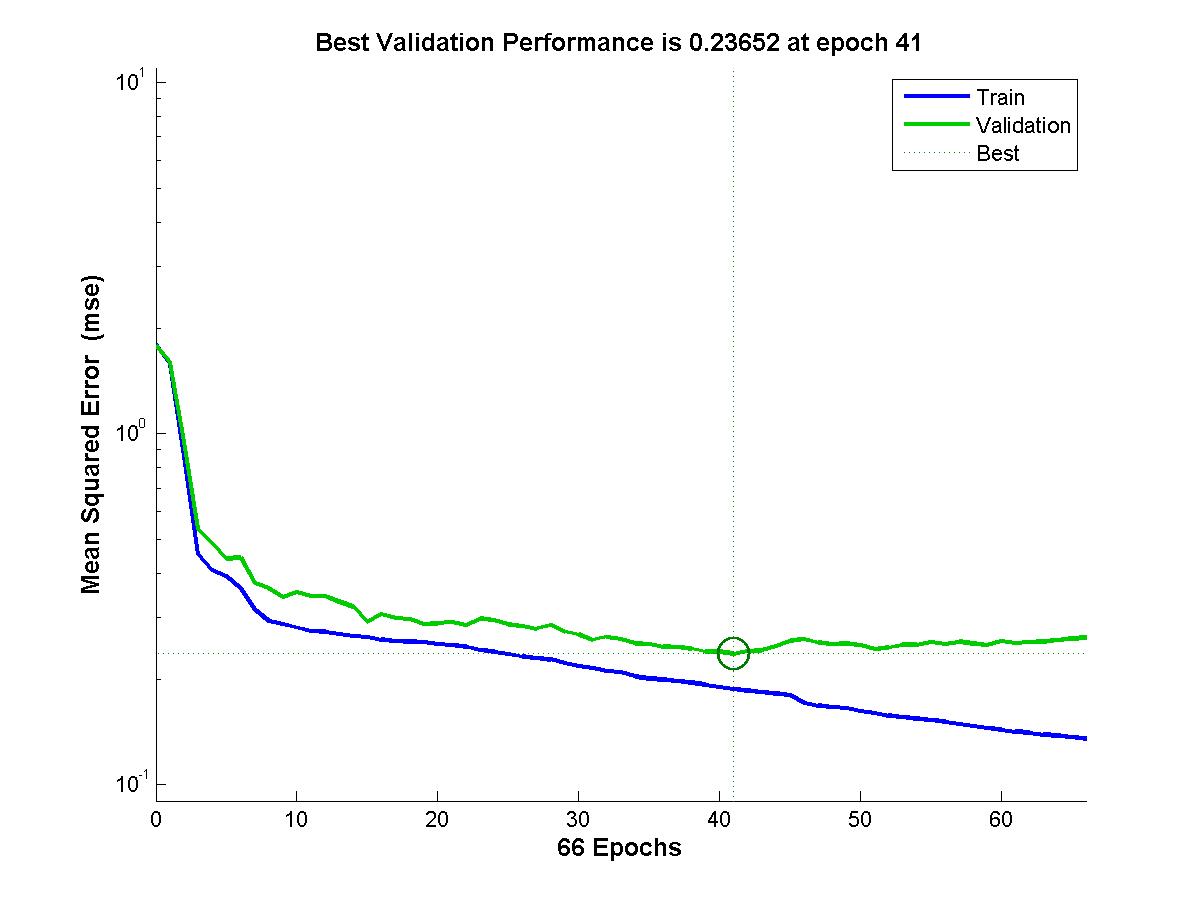 Best Validation Performance is 0.23652 at epoch 41
Train
Validation
Best
Mean Squared Error (mse)
10^1
10^0
10^-1
0 10 20 30 40 50 60
66 Epochs